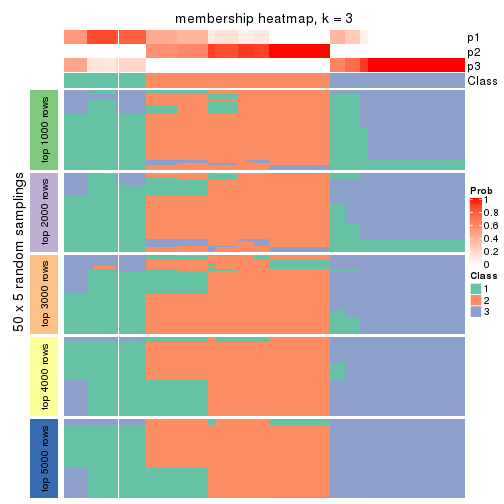 membership heatmap, k = 3
p1
p2
p3
Class
50 x 5 random samplings
top 1000 rows
top 2000 rows
top 3000 rows
top 4000 rows
top 5000 rows
Prob
1
0.8
0.6
0.4
0.2
0
Class
1
2
3